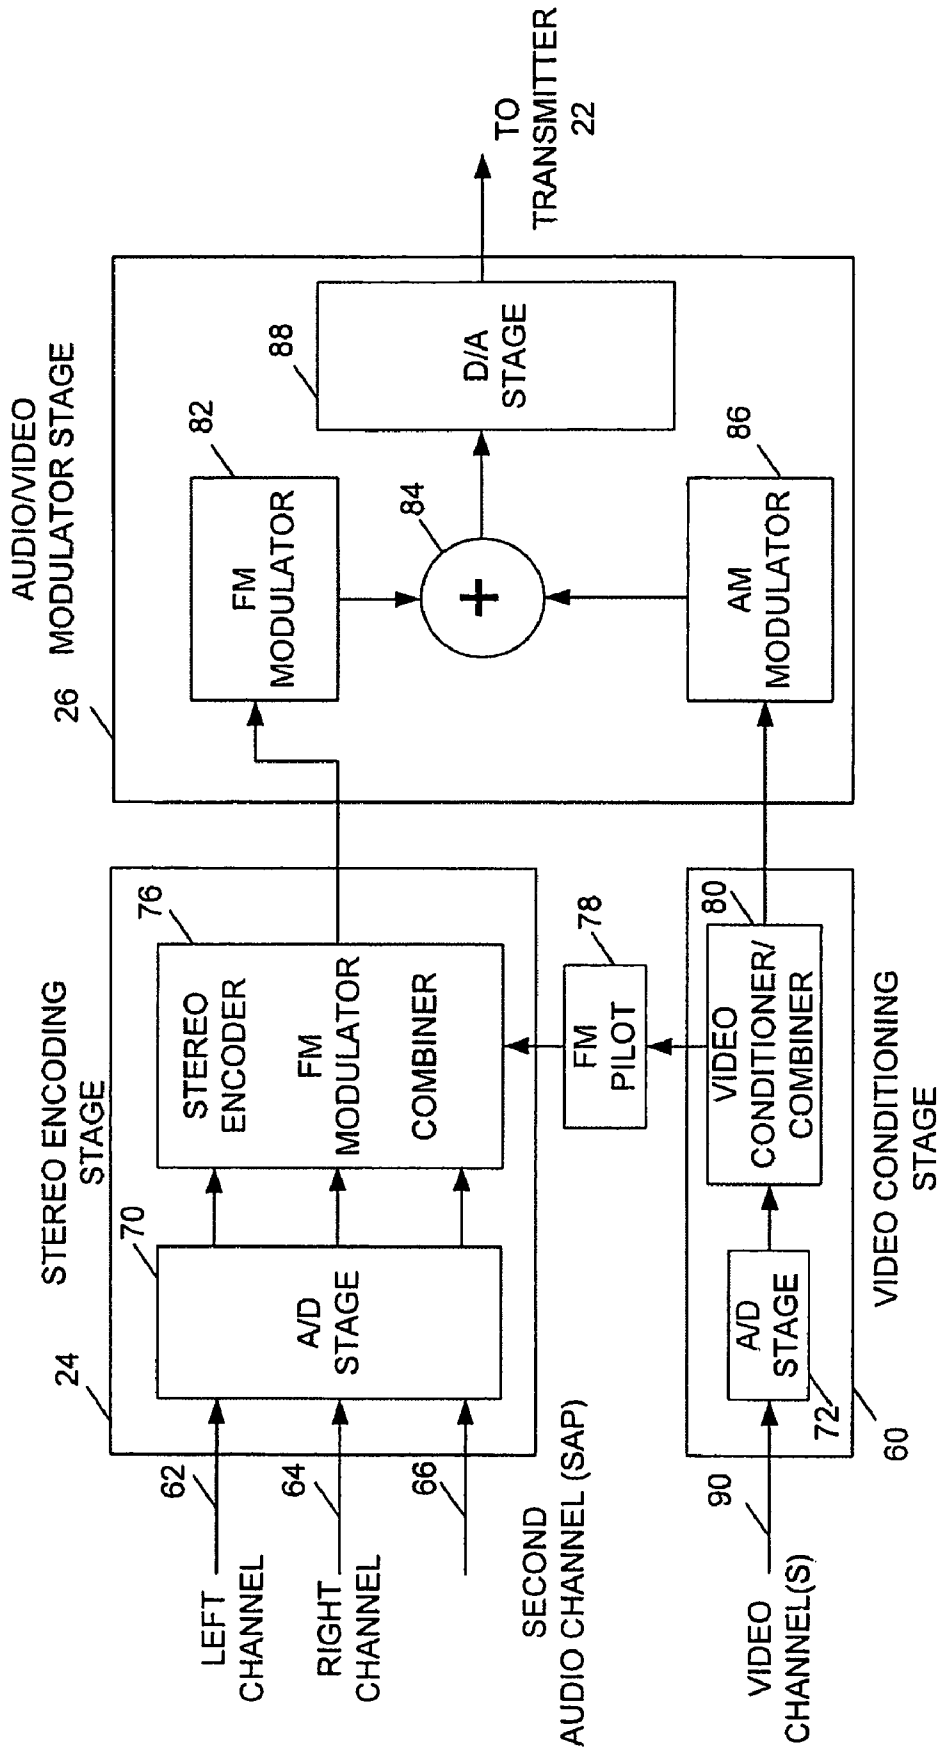 AUDIO/VIDEO
MODULATOR STAGE
26
STEREO ENCODING
STAGE
24
LEFT
CHANNEL
62
RIGHT
CHANNEL
64
SECOND
AUDIO CHANNEL (SAP)
66
70
A/D
STAGE
76
STEREO
ENCODER
FM
MODULATOR
COMBINER
82
FM
MODULATOR
84
+
88
D/A
STAGE
TO
TRANSMITTER
22
FM
PILOT
78
VIDEO
CHANNEL(S)
90
A/D
STAGE
72
VIDEO
CONDITIONER/
COMBINER
80
AM
MODULATOR
86
60
VIDEO CONDITIONING
STAGE